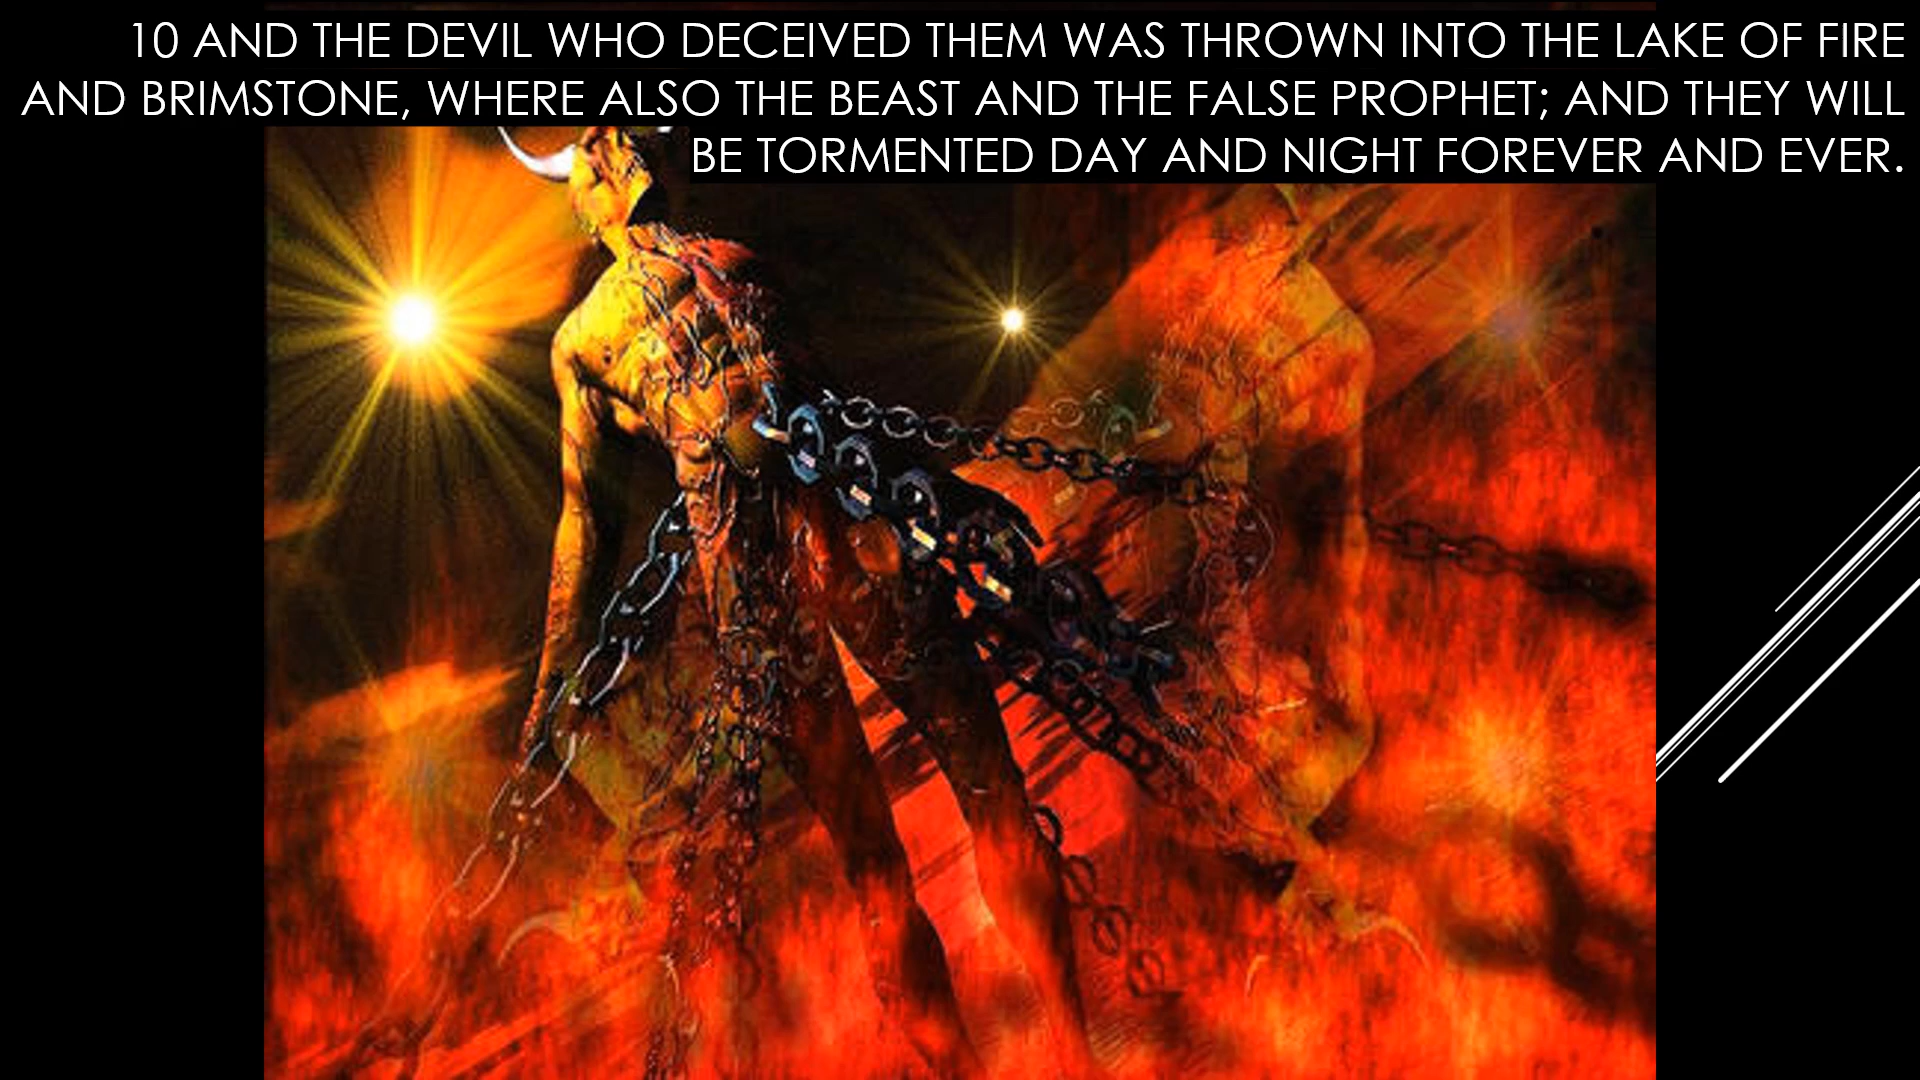 10 AND THE DEVIL WHO DECEIVED THEM WAS THROWN INTO THE LAKE OF FIRE
AND BRIMSTONE, WHERE ALSO THE BEAST AND THE FALSE PROPHET; AND THEY WILL
BE TORMENTED DAY AND NIGHT FOREVER AND EVER.